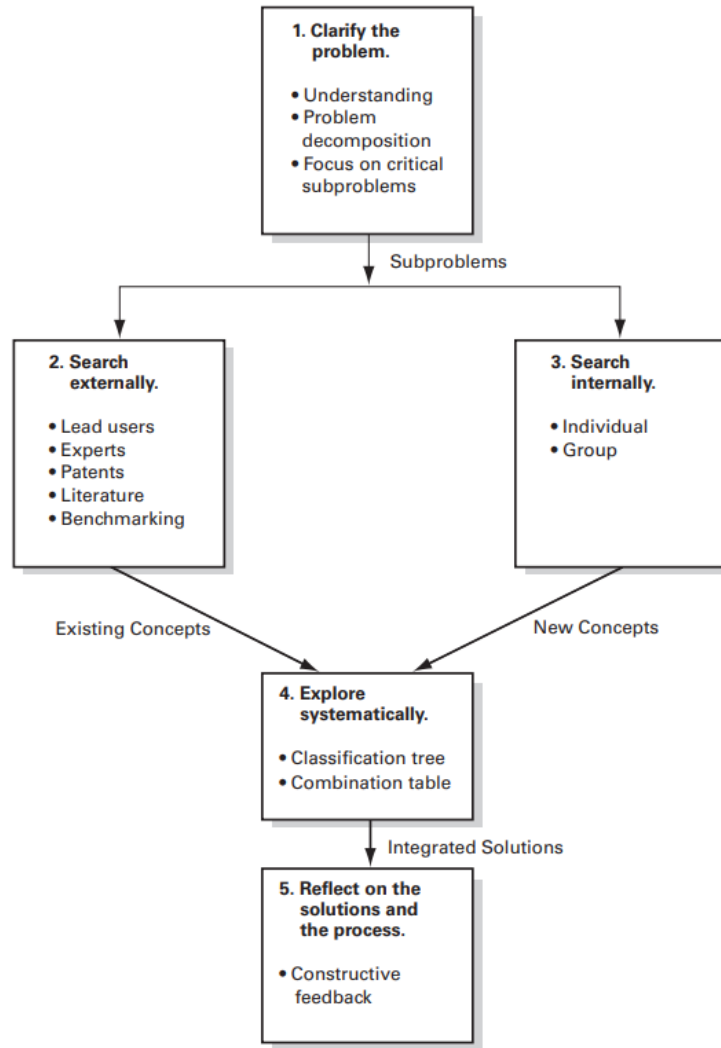 1. Clarify the
problem.
• Understanding
• Problem
decomposition
• Focus on critical
subproblems
Subproblems
2. Search
externally.
• Lead users
• Experts
• Patents
• Literature
• Benchmarking
3. Search
internally.
• Individual
• Group
Existing Concepts
New Concepts
4. Explore
systematically.
• Classification tree
• Combination table
Integrated Solutions
5. Reflect on the
solutions and
the process.
• Constructive
feedback